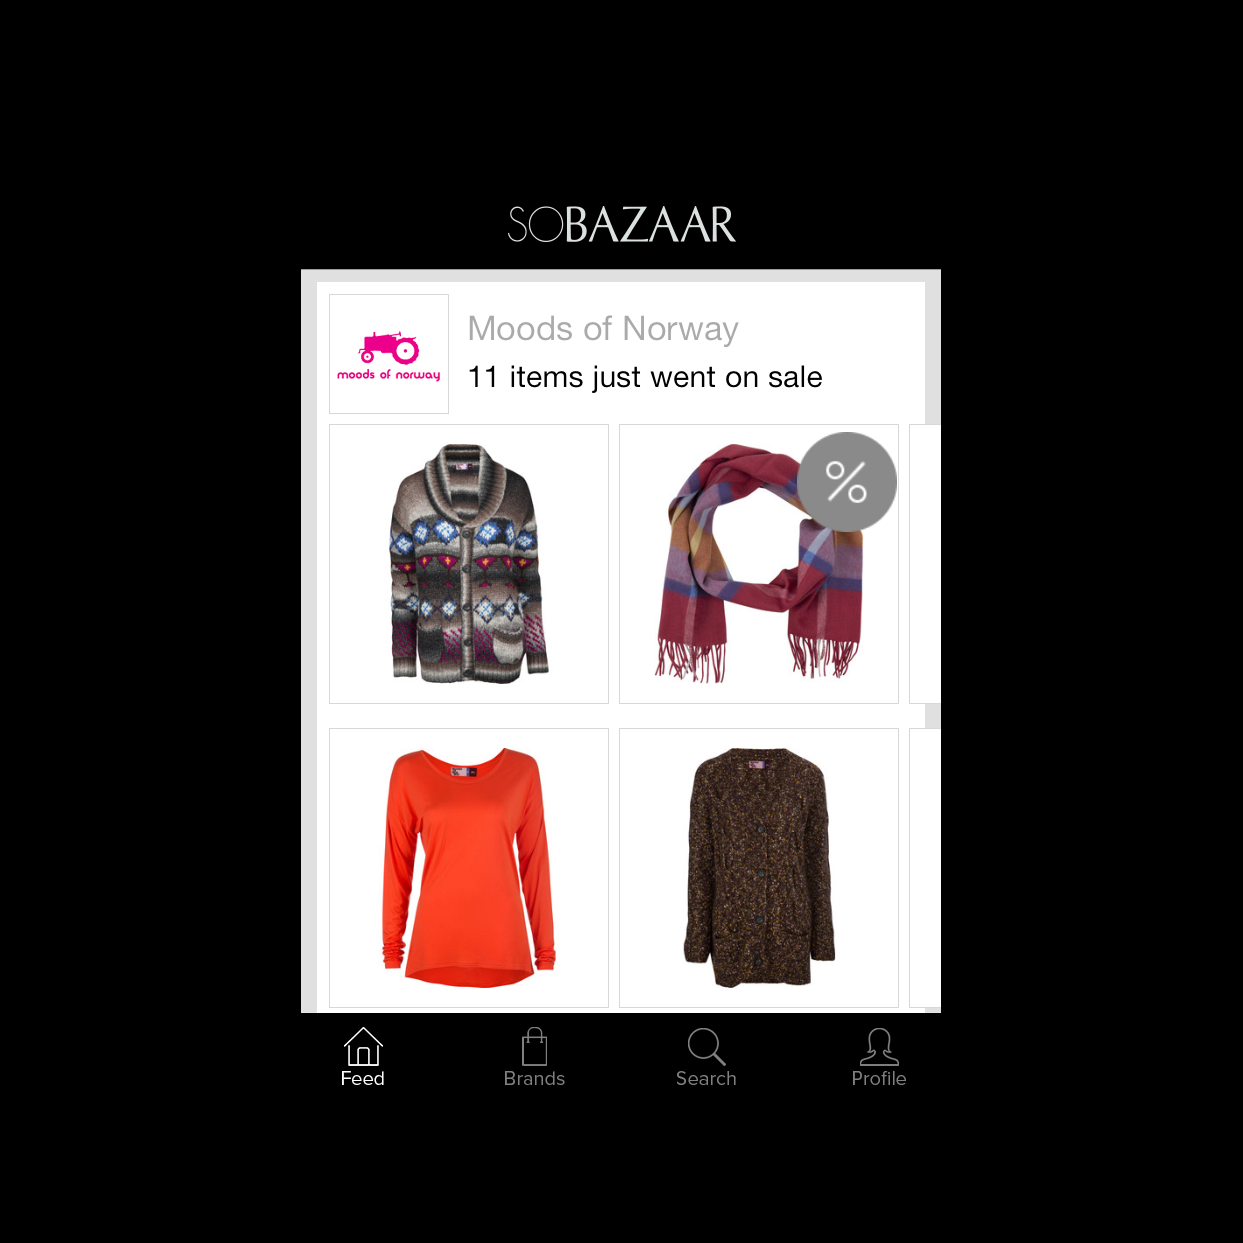 SOBAZAAR
moods of norway
Moods of Norway
11 items just went on sale
%
Feed
Brands
Search
Profile